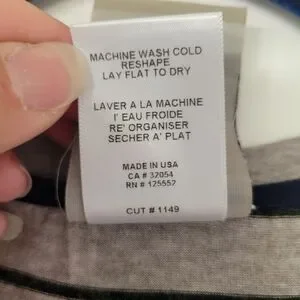 MACHINE WASH COLD
RESHAPE
LAY FLAT TO DRY
LAVER A LA MACHINE
l' EAU FROIDE
RE' ORGANISER
SECHER A' PLAT
MADE IN USA
CA # 32054
RN # 125552
CUT # 1149